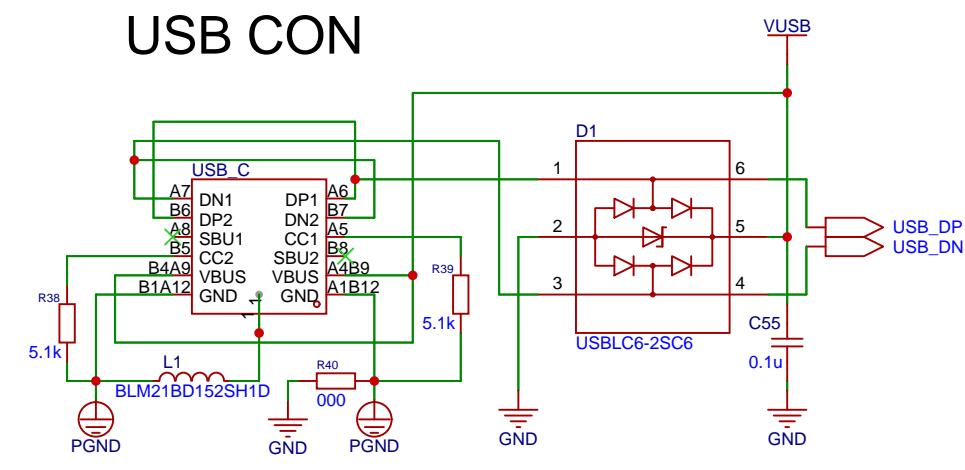 USB CON
VUSB
D1
USB_C
1
6
A7
DN1
DP1
A6
B6
DP2
DN2
B7
A8
SBU1
CC1
A5
2
5
USB_DP
B5
CC2
SBU2
B8
USB_DN
B4A9
VBUS
VBUS
A4B9
R39
B1A12
GND
GND
A1B12
3
4
R38
1
1
5.1k
C55
USBLC6-2SC6
5.1k
L1
R40
0.1u
BLM21BD152SH1D
000
PGND
GND
PGND
GND
GND